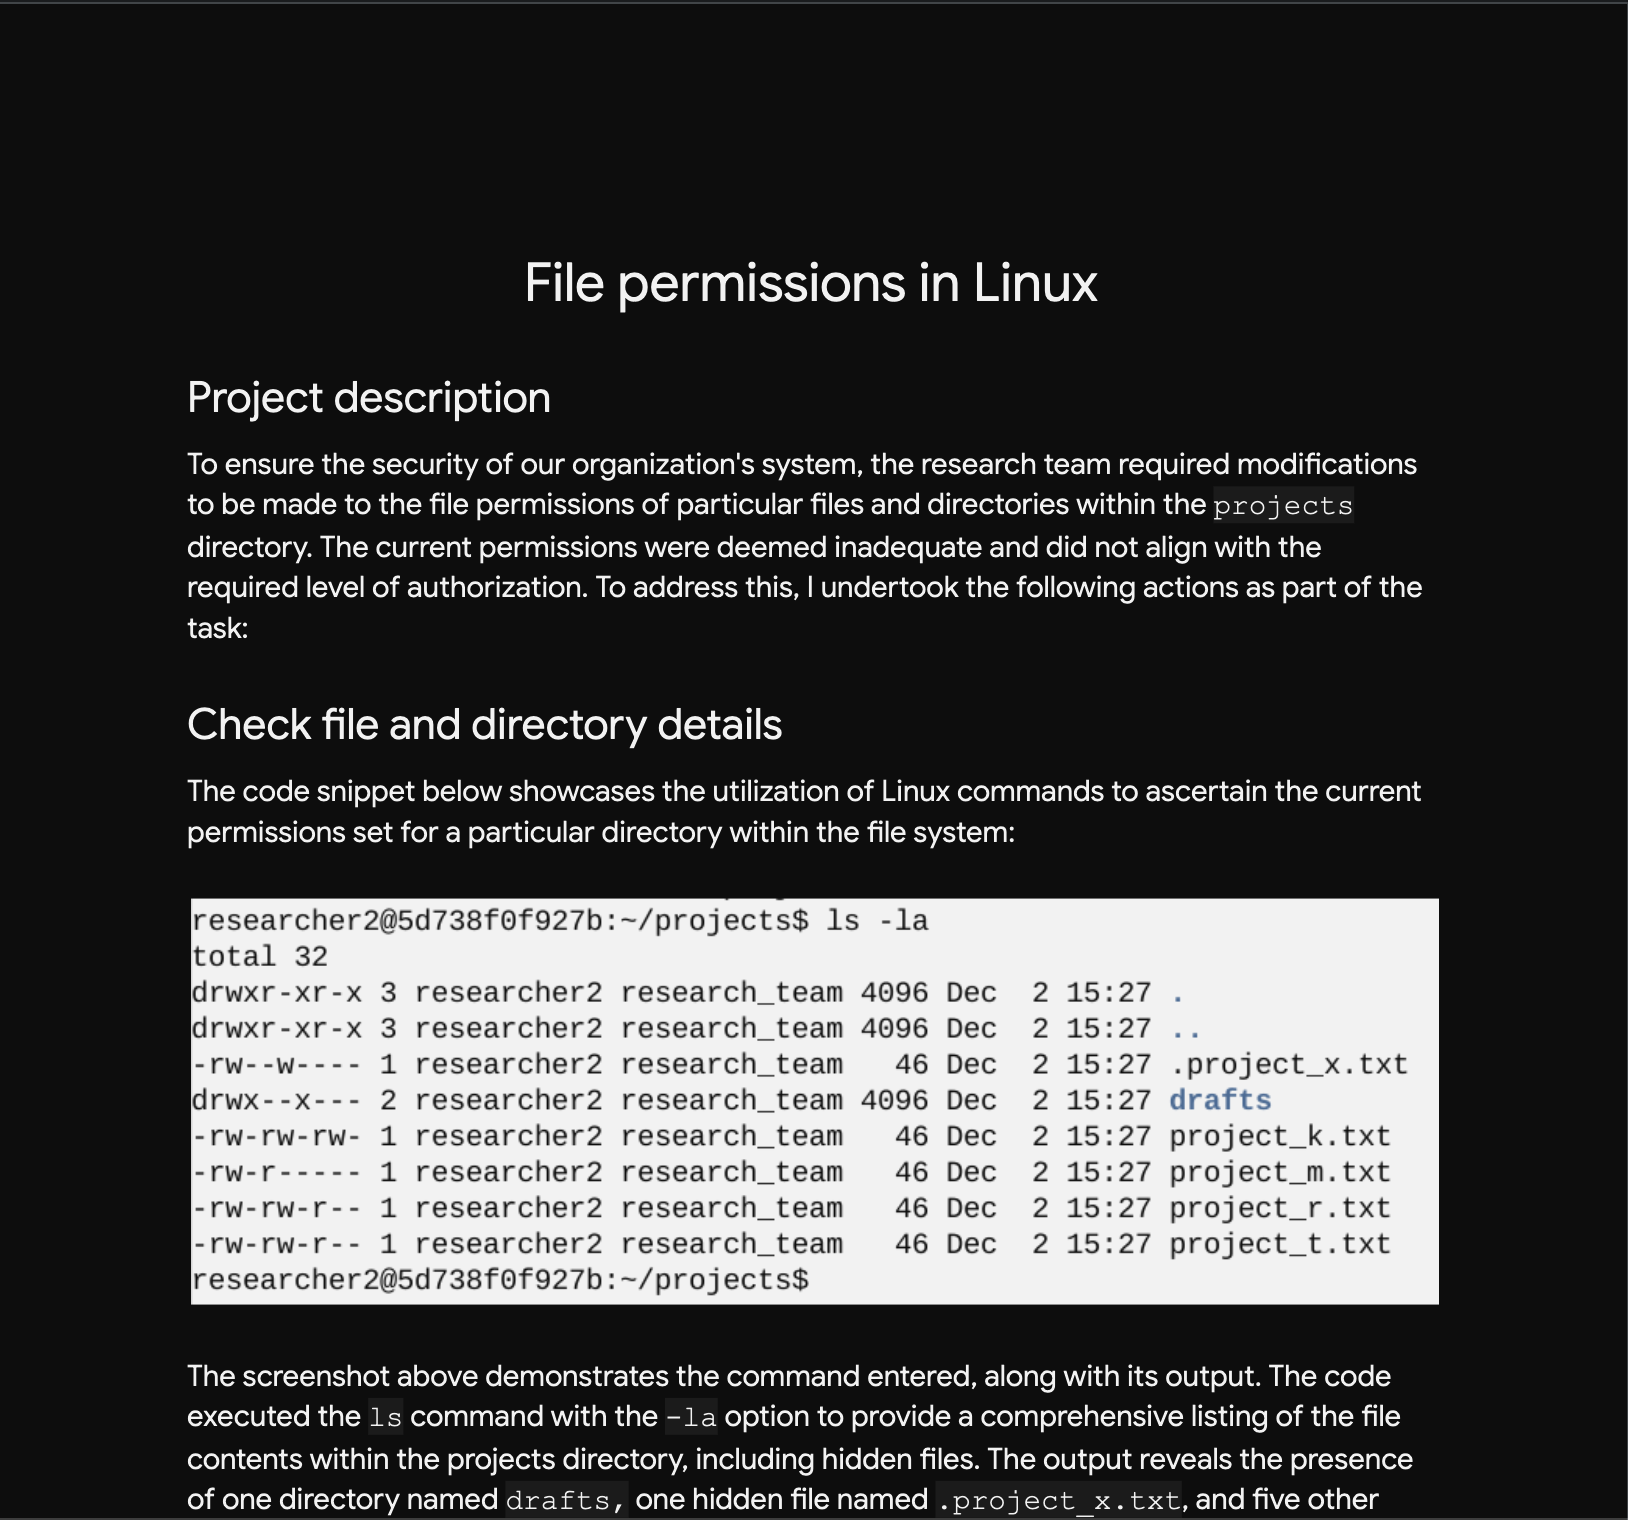 File permissions in Linux
Project description
To ensure the security of our organization's system, the research team required modifications
to be made to the file permissions of particular files and directories within the projects
directory. The current permissions were deemed inadequate and did not align with the
required level of authorization. To address this, I undertook the following actions as part of the
task:
Check file and directory details
The code snippet below showcases the utilization of Linux commands to ascertain the current
permissions set for a particular directory within the file system:
researcher2@5d738f0f927b:~/projects$ ls -la
total 32
drwxr-xr-x 3 researcher2 research_team 4096 Dec  2 15:27 .
drwxr-xr-x 3 researcher2 research_team 4096 Dec  2 15:27 ..
-rw--w---- 1 researcher2 research_team   46 Dec  2 15:27 .project_x.txt
drwx--x--- 2 researcher2 research_team 4096 Dec  2 15:27 drafts
-rw-rw-rw- 1 researcher2 research_team   46 Dec  2 15:27 project_k.txt
-rw-r----- 1 researcher2 research_team   46 Dec  2 15:27 project_m.txt
-rw-rw-r-- 1 researcher2 research_team   46 Dec  2 15:27 project_r.txt
-rw-rw-r-- 1 researcher2 research_team   46 Dec  2 15:27 project_t.txt
researcher2@5d738f0f927b:~/projects$
The screenshot above demonstrates the command entered, along with its output. The code
executed the ls command with the -la option to provide a comprehensive listing of the file
contents within the projects directory, including hidden files. The output reveals the presence
of one directory named drafts, one hidden file named .project_x.txt, and five other